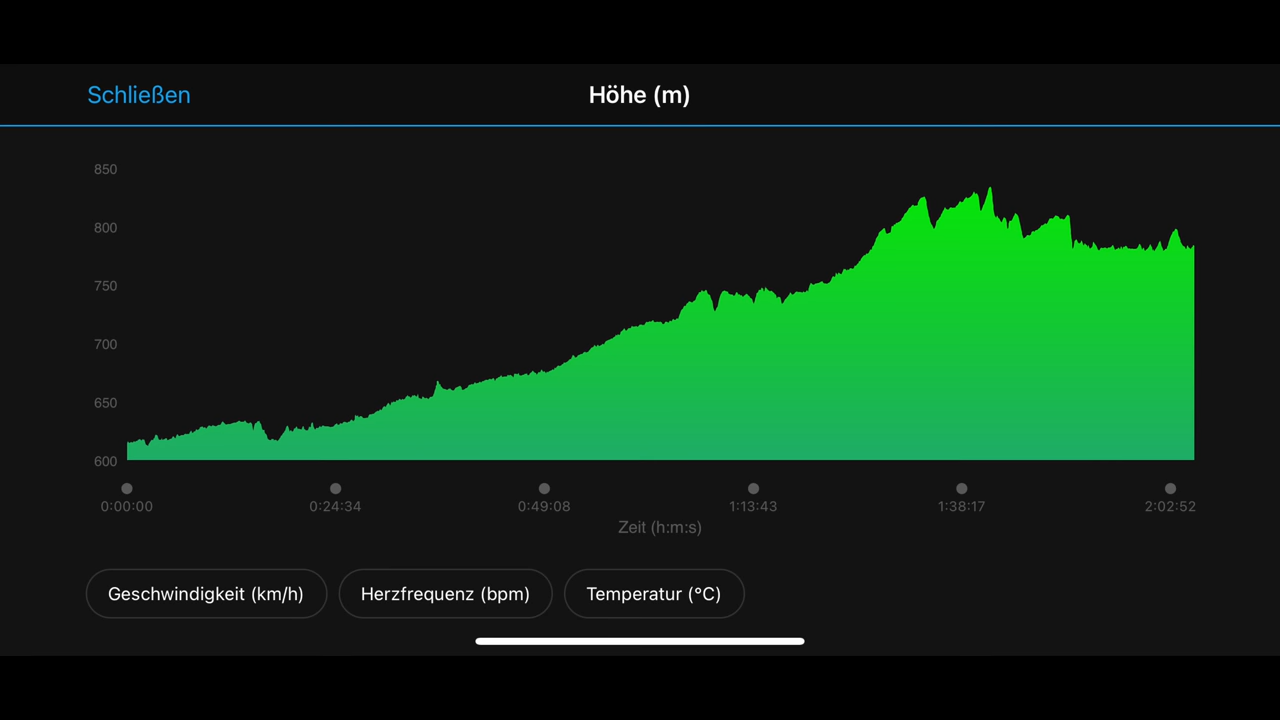 Schließen
Höhe (m)
850
800
750
700
650
600
0:00:00 0:24:34 0:49:08 1:13:43 1:38:17 2:02:52
Zeit (h:m:s)
Geschwindigkeit (km/h) Herzfrequenz (bpm) Temperatur (°C)